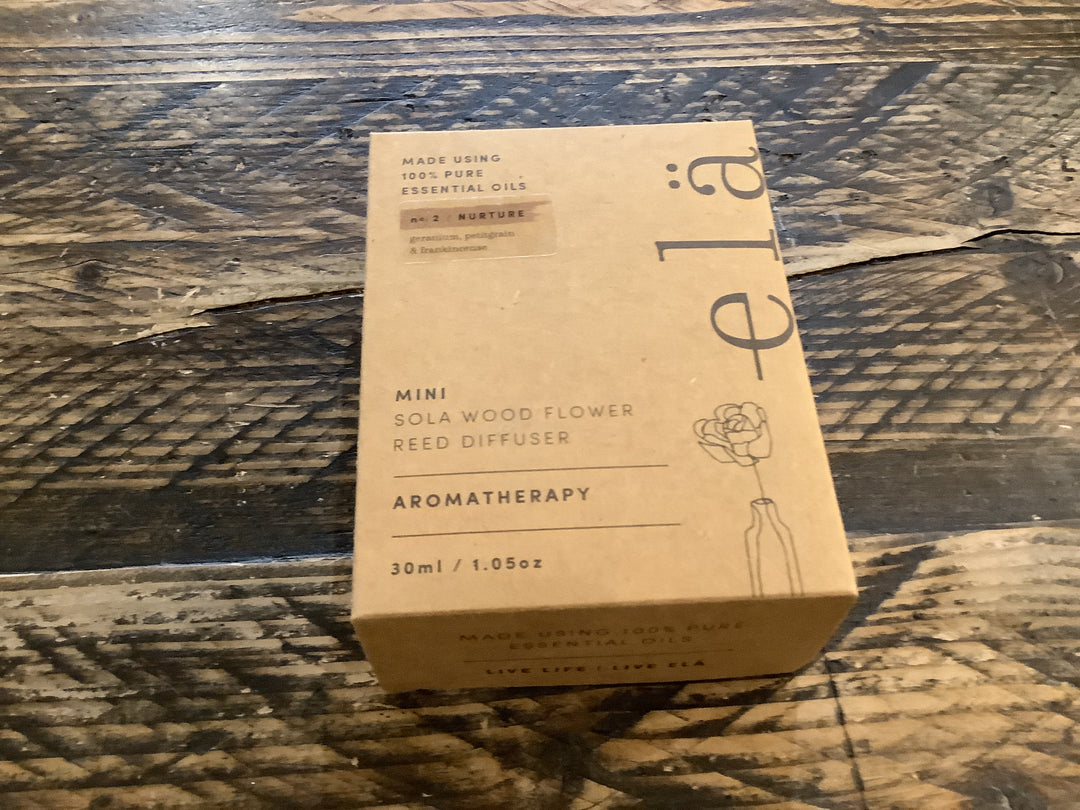 MADE USING
100% PURE
ESSENTIAL OILS
nº 2 / NURTURE
geranium, petitgrain
& frankincense
elä
MINI
SOLA WOOD FLOWER
REED DIFFUSER
AROMATHERAPY
30ml / 1.05oz
MADE USING 100% PURE
ESSENTIAL OILS
LIVE LIFE | LIVE ELÄ